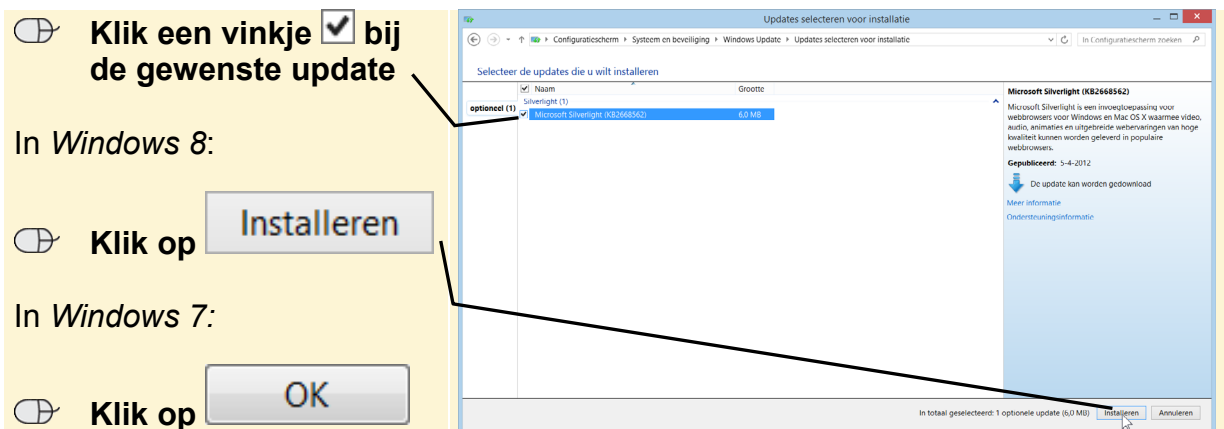 Klik een vinkje bij
de gewenste update
In Windows 8:
Klik op Installeren
In Windows 7:
Klik op OK
Updates selecteren voor installatie
Configuratiescherm Systeem en beveiliging Windows Update Updates selecteren voor installatie
In Configuratiescherm zoeken
Selecteer de updates die u wilt installeren
Naam Grootte
optioneel (1)
Silverlight (1)
Microsoft Silverlight (KB2668562) 6,0 MB
Microsoft Silverlight (KB2668562)
Microsoft Silverlight is een invoegtoepassing voor
webbrowsers voor Windows en Mac OS X waarmee video,
audio, animaties en uitgebreide webervaringen van hoge
kwaliteit kunnen worden geleverd in populaire
webbrowsers.
Gepubliceerd: 5-4-2012
De update kan worden gedownload
Meer informatie
Ondersteuningsinformatie
In totaal geselecteerd: 1 optionele update (6,0 MB) Installeren Annuleren